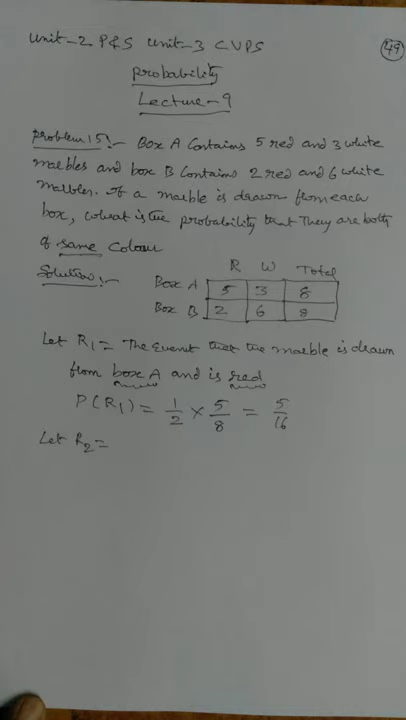 Unit-2 P&S Unit-3 CVPS
49
Probability
Lecture-9
Problem 15:- Box A Contains 5 red and 3 white
marbles and box B Contains 2 red and 6 white
Marbles. If a marble is drawn from each
box, what is the probability that They are both
of same Colour
R W Total
Solution:- Box A 5 3 8
Box B 2 6 8
Let R1 = The Event that the marble is drawn
from box A and is red
P(R1) = 1/2 × 5/8 = 5/16
Let R2 =